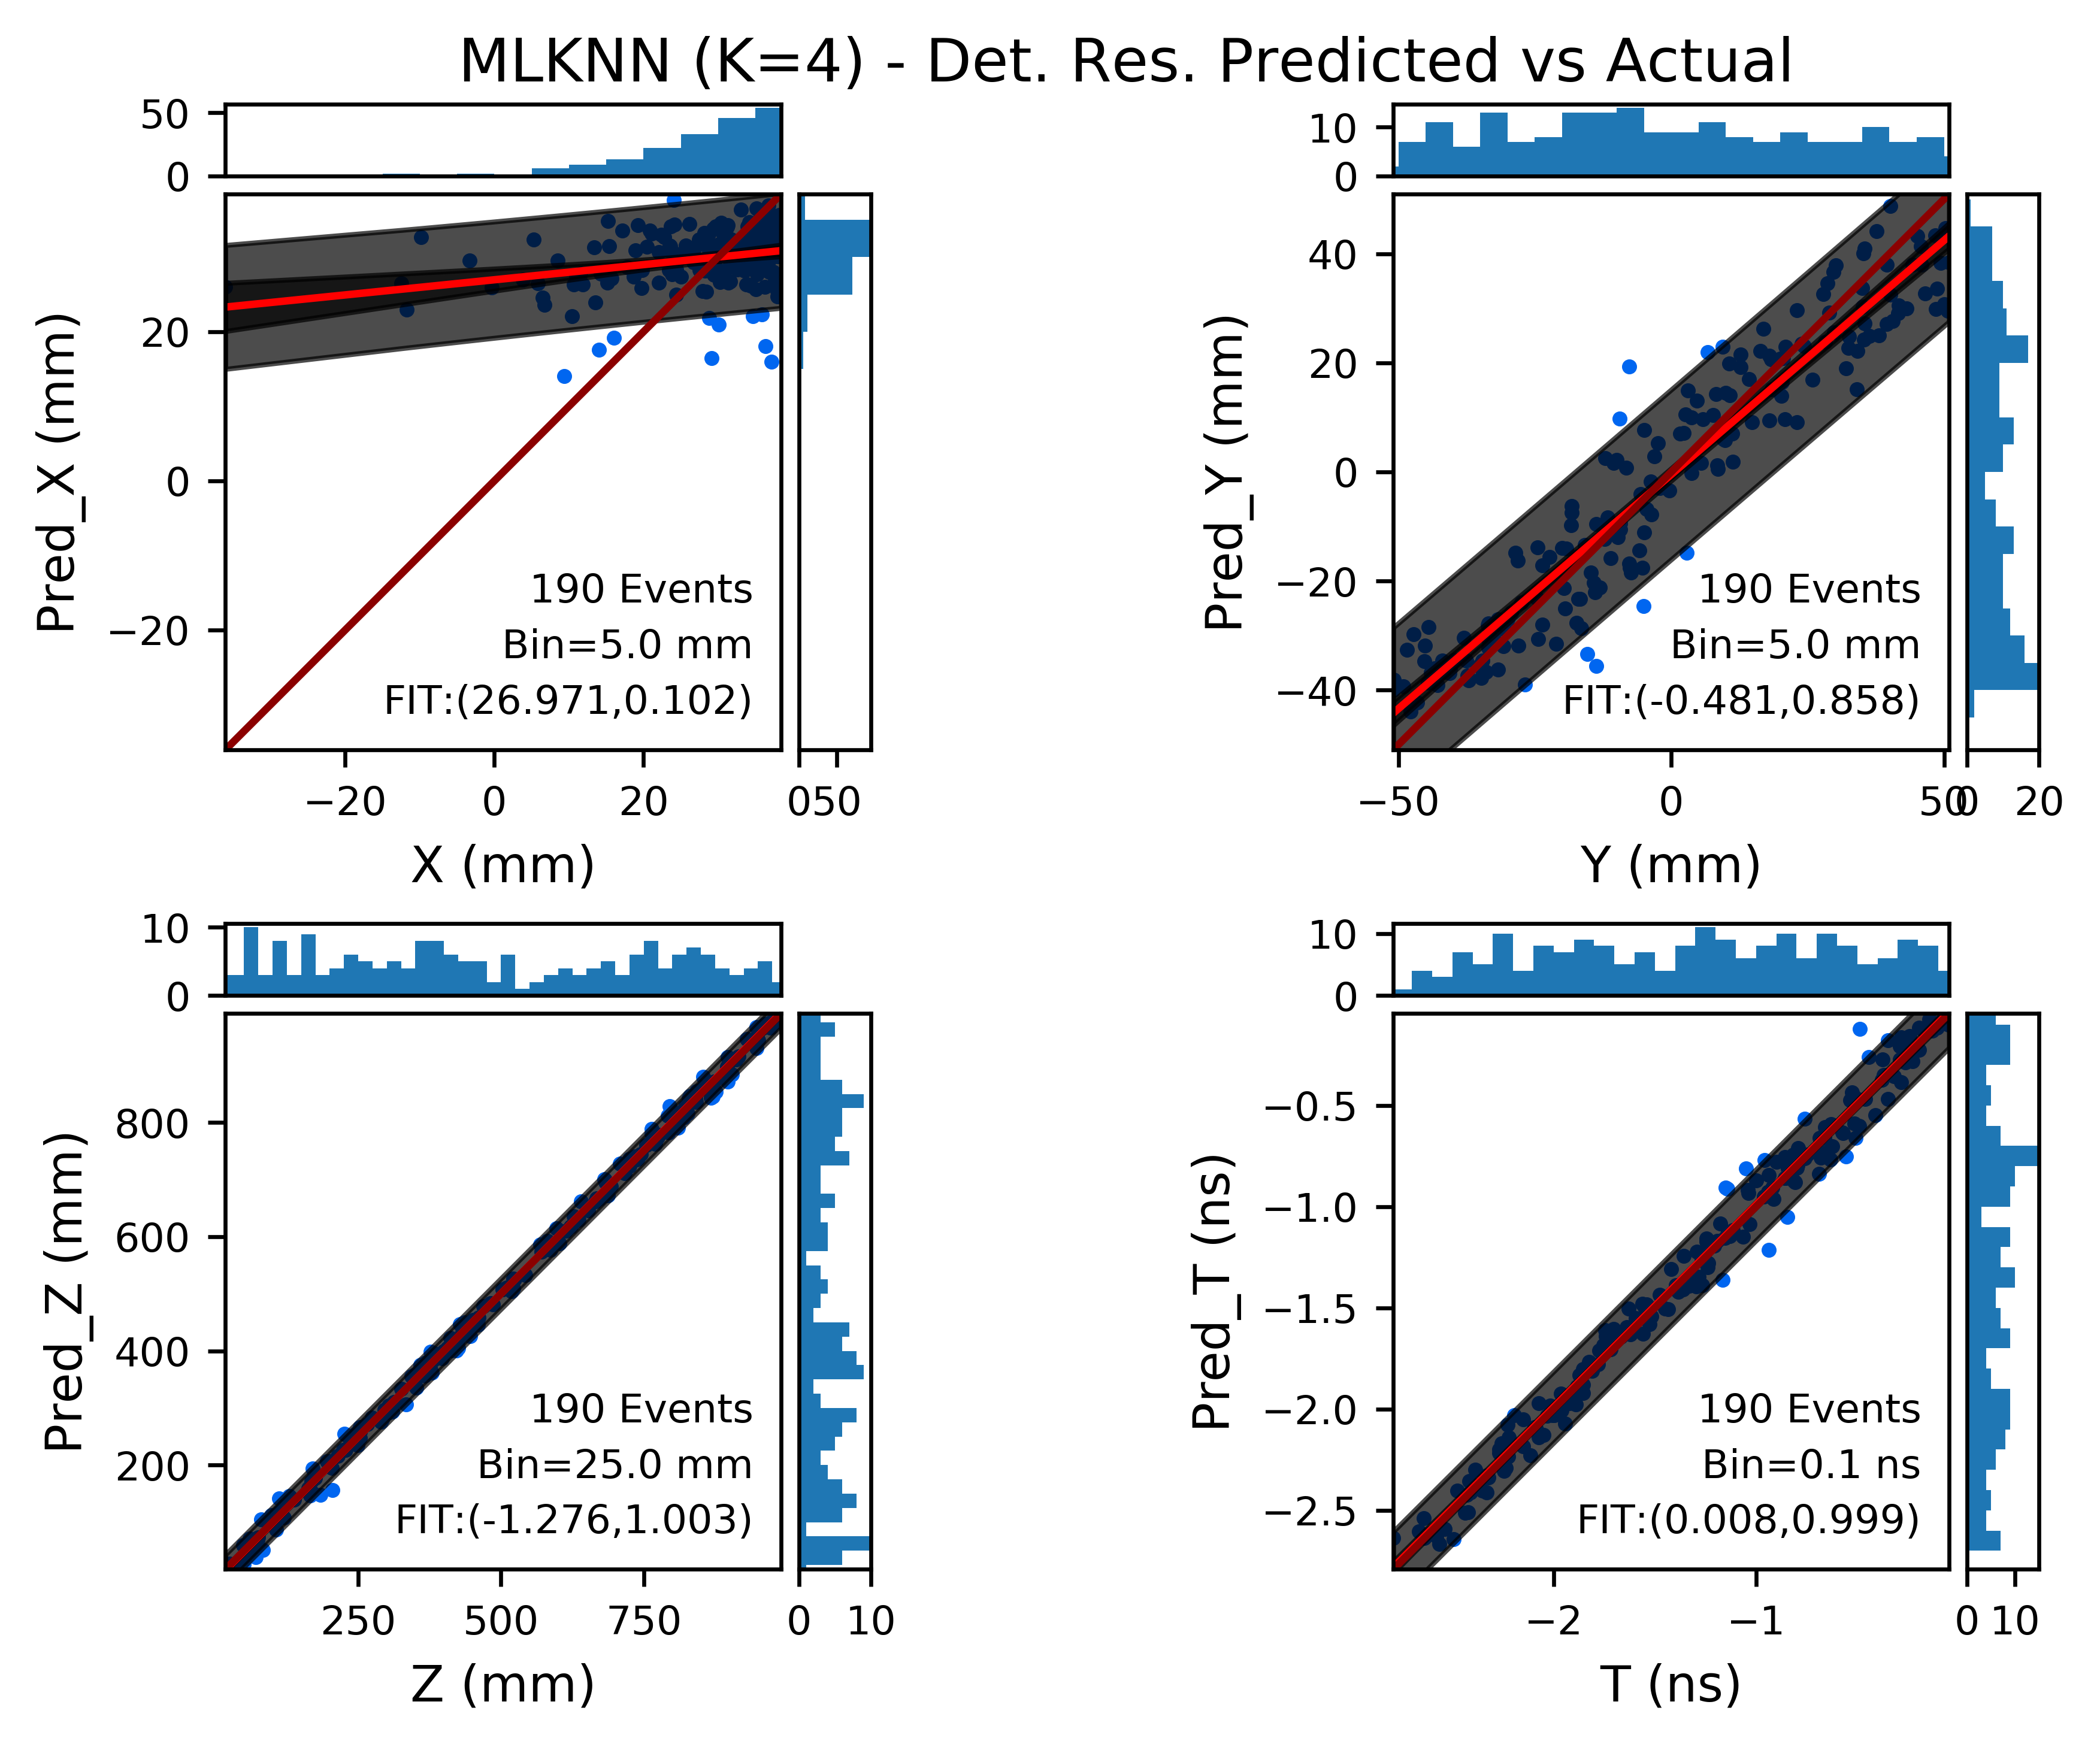 MLKNN (K=4) - Det. Res. Predicted vs Actual
50
0
20
0
−20
Pred_X (mm)
190 Events
Bin=5.0 mm
FIT:(26.971,0.102)
−20 0 20 0 50
X (mm)
10
0
40
20
0
−20
−40
Pred_Y (mm)
190 Events
Bin=5.0 mm
FIT:(-0.481,0.858)
−50 0 50 0 20
Y (mm)
10
0
800
600
400
200
Pred_Z (mm)
190 Events
Bin=25.0 mm
FIT:(-1.276,1.003)
250 500 750 0 10
Z (mm)
10
0
−0.5
−1.0
−1.5
−2.0
−2.5
Pred_T (ns)
190 Events
Bin=0.1 ns
FIT:(0.008,0.999)
−2 −1 0 10
T (ns)